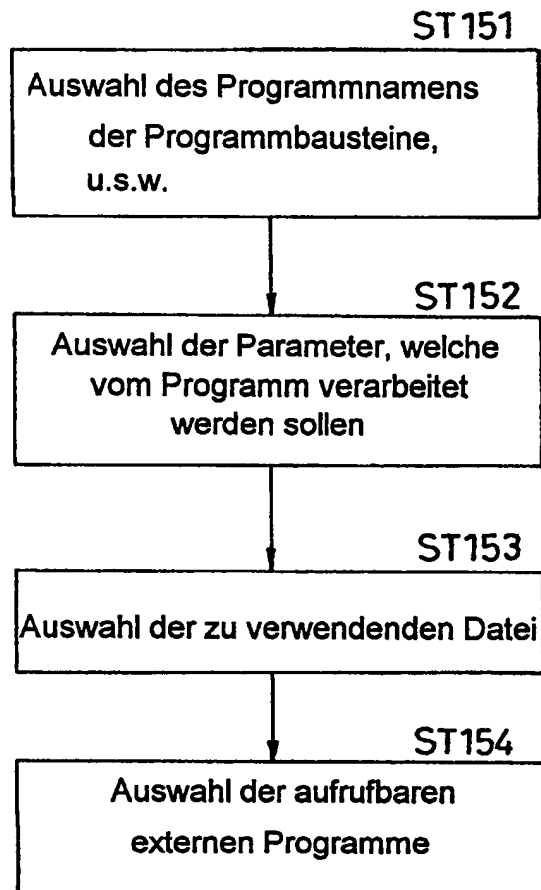 ST151
Auswahl des Programmnamens
der Programmbausteine,
u.s.w.
ST152
Auswahl der Parameter, welche
vom Programm verarbeitet
werden sollen
ST153
Auswahl der zu verwendenden Datei
ST154
Auswahl der aufrufbaren
externen Programme